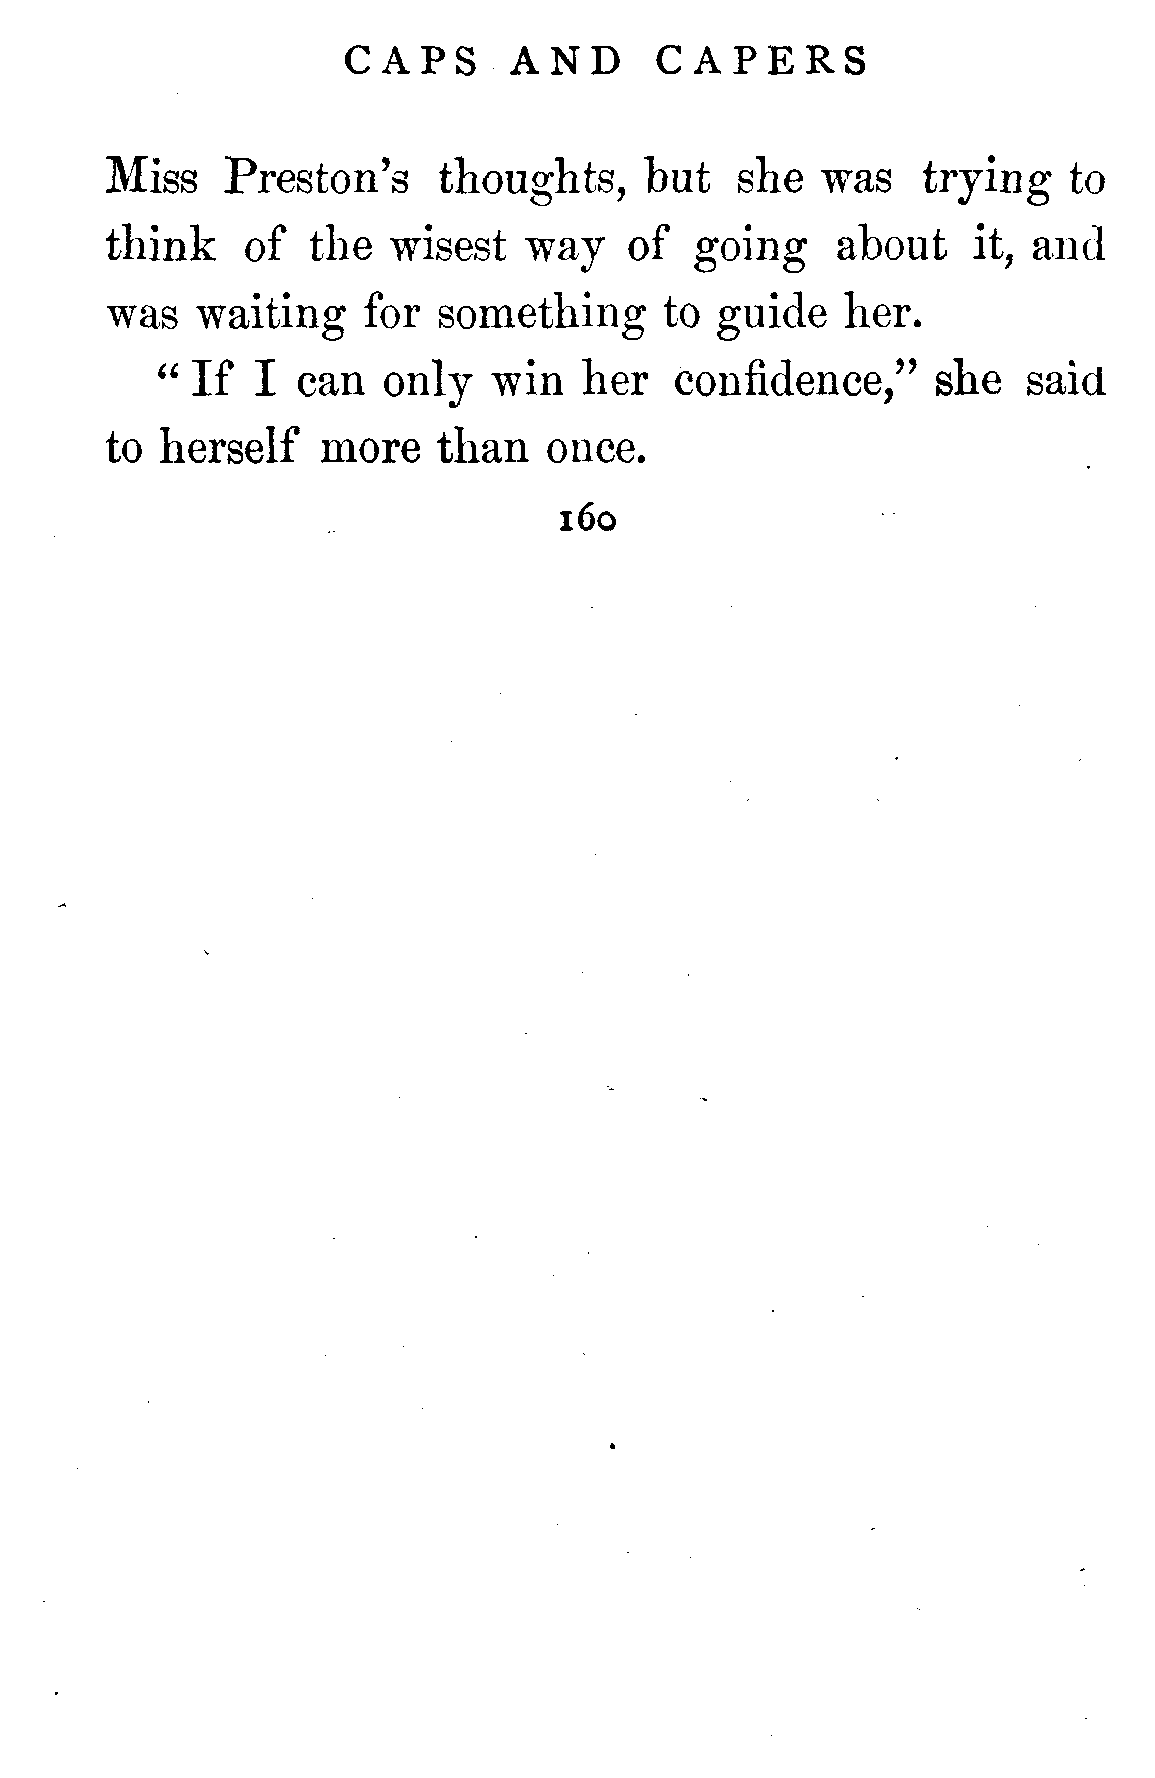 CAPS AND CAPERS
Miss Preston's thoughts, but she was trying to
think of the wisest way of going about it, and
was waiting for something to guide her.
"If I can only win her confidence," she said
to herself more than once.
160